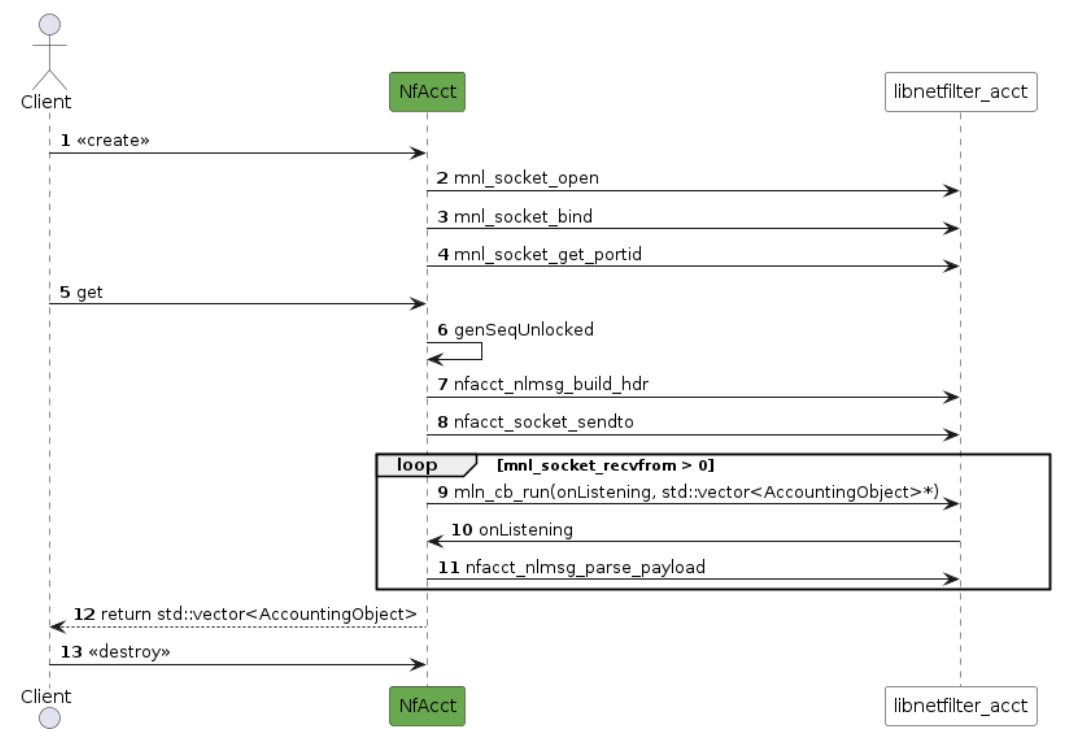 Client
NfAcct
libnetfilter_acct
1 «create»
2 mnl_socket_open
3 mnl_socket_bind
4 mnl_socket_get_portid
5 get
6 genSeqUnlocked
7 nfacct_nlmsg_build_hdr
8 nfacct_socket_sendto
loop [mnl_socket_recvfrom > 0]
9 mln_cb_run(onListening, std::vector<AccountingObject>*)
10 onListening
11 nfacct_nlmsg_parse_payload
12 return std::vector<AccountingObject>
13 «destroy»
Client
NfAcct
libnetfilter_acct